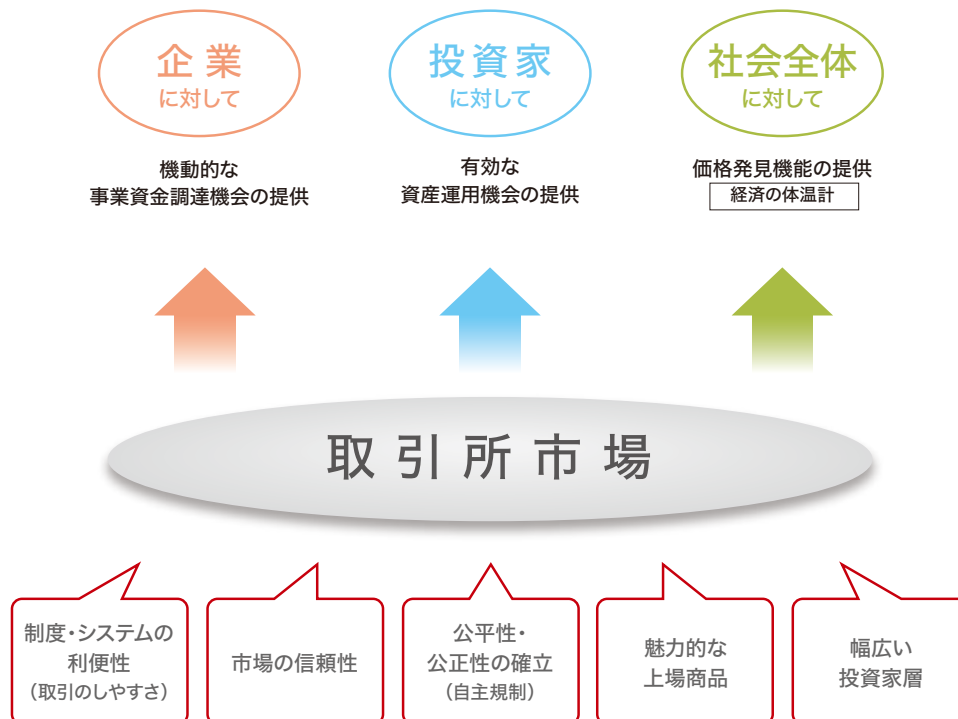 企業
に対して
機動的な
事業資金調達機会の提供
投資家
に対して
有効な
資産運用機会の提供
社会全体
に対して
価格発見機能の提供
経済の体温計
取引所市場
制度・システムの
利便性
（取引のしやすさ）
市場の信頼性
公平性・
公正性の確立
（自主規制）
魅力的な
上場商品
幅広い
投資家層